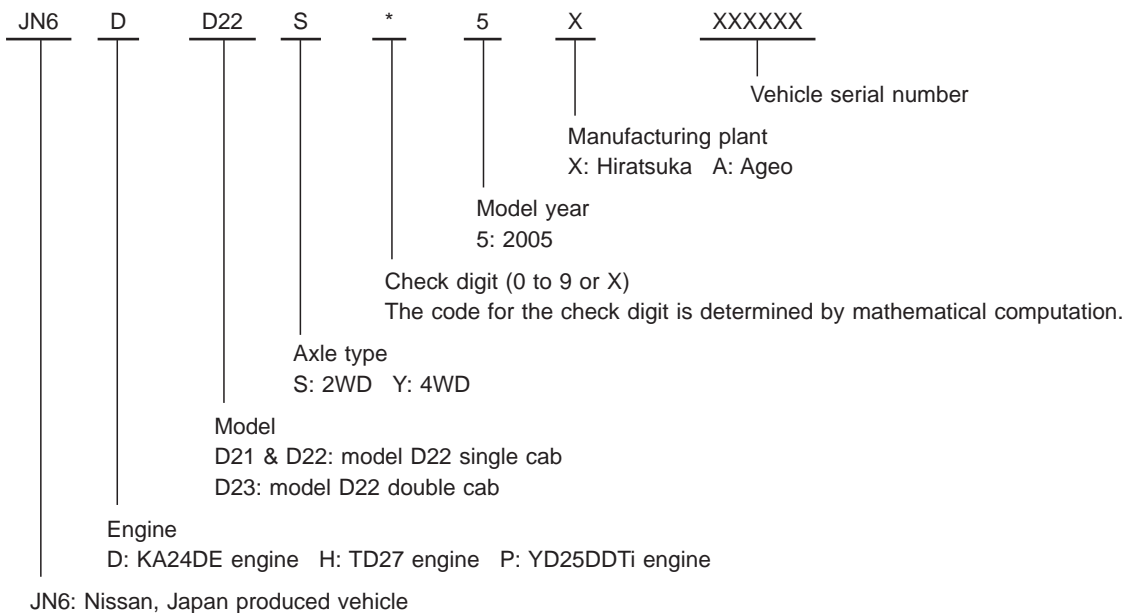 JN6 D D22 S * 5 X XXXXXX
Vehicle serial number
Manufacturing plant
X: Hiratsuka A: Ageo
Model year
5: 2005
Check digit (0 to 9 or X)
The code for the check digit is determined by mathematical computation.
Axle type
S: 2WD Y: 4WD
Model
D21 & D22: model D22 single cab
D23: model D22 double cab
Engine
D: KA24DE engine H: TD27 engine P: YD25DDTi engine
JN6: Nissan, Japan produced vehicle